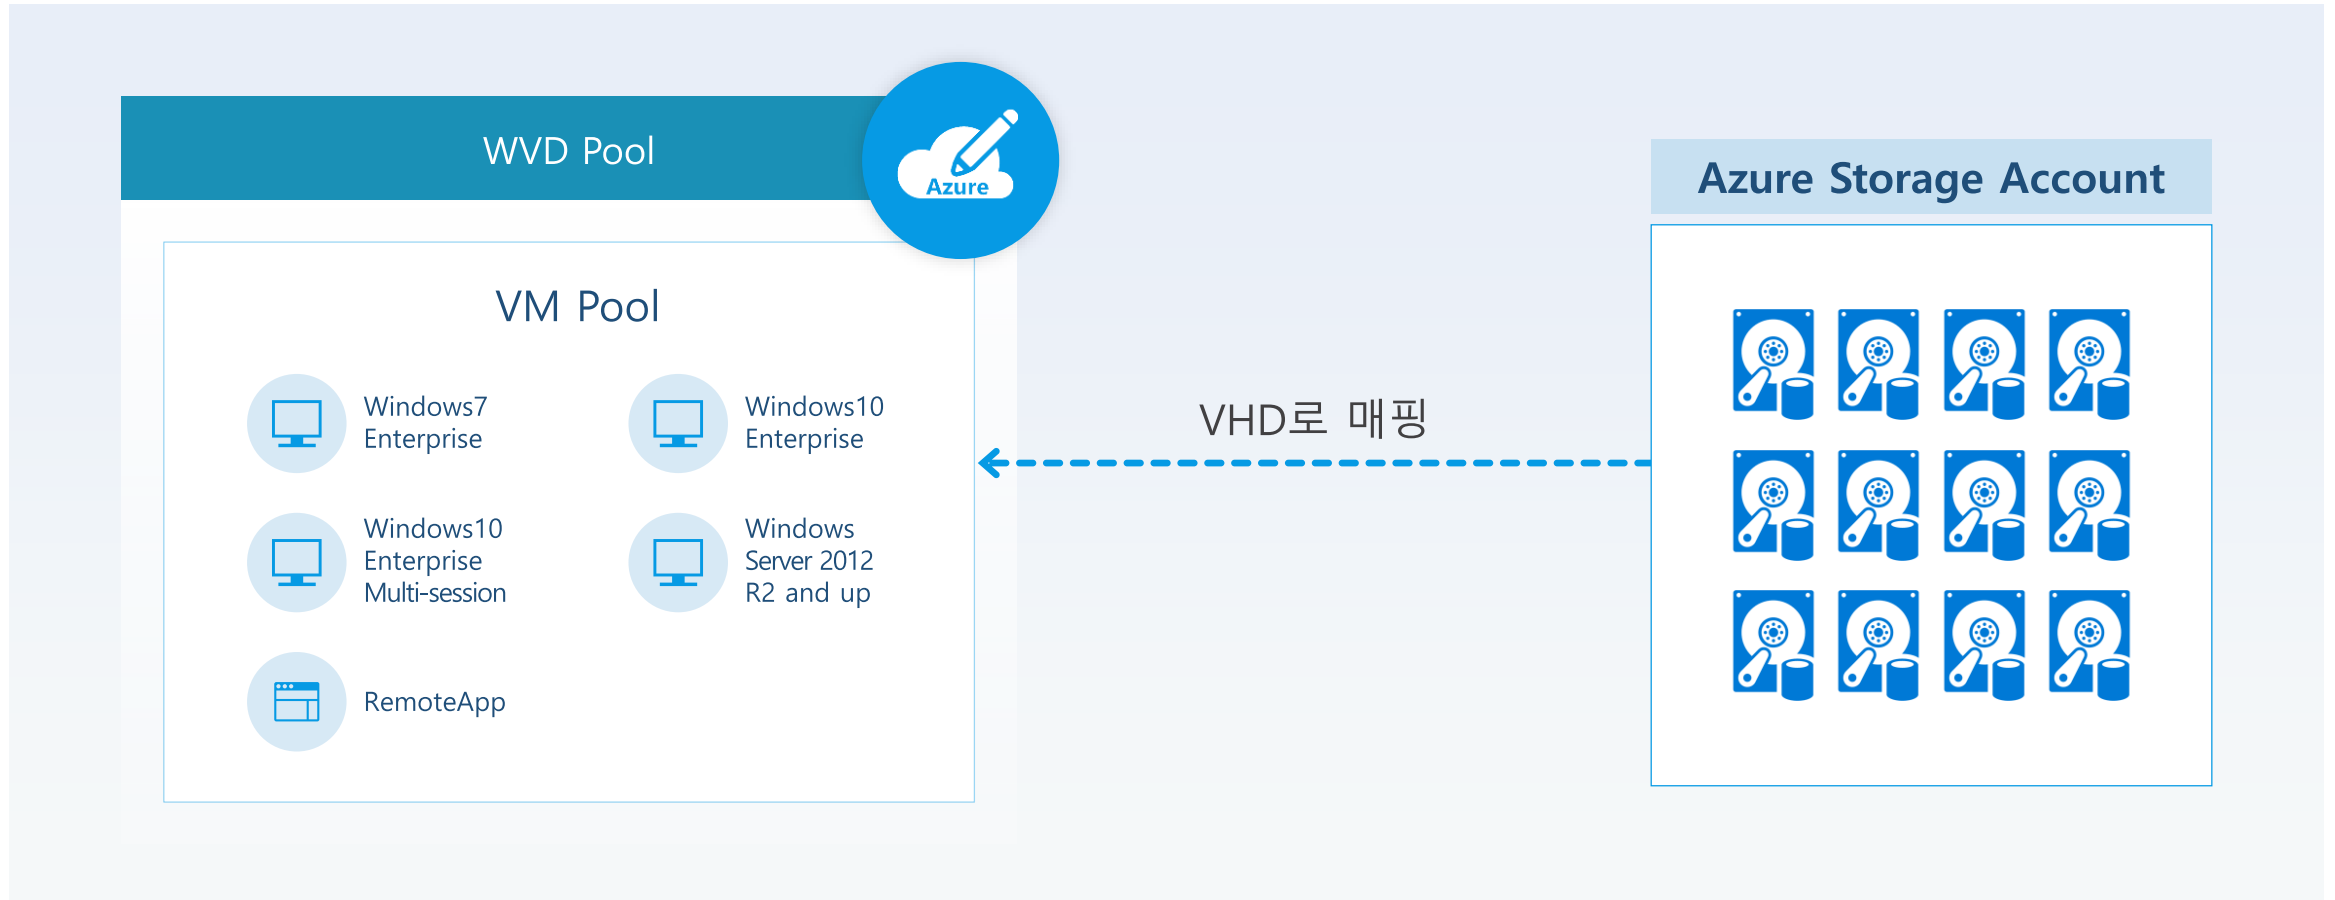 WVD Pool
Azure
VM Pool
Windows7
Enterprise
Windows10
Enterprise
Windows10
Enterprise
Multi-session
Windows
Server 2012
R2 and up
RemoteApp
VHD로 매핑
Azure Storage Account